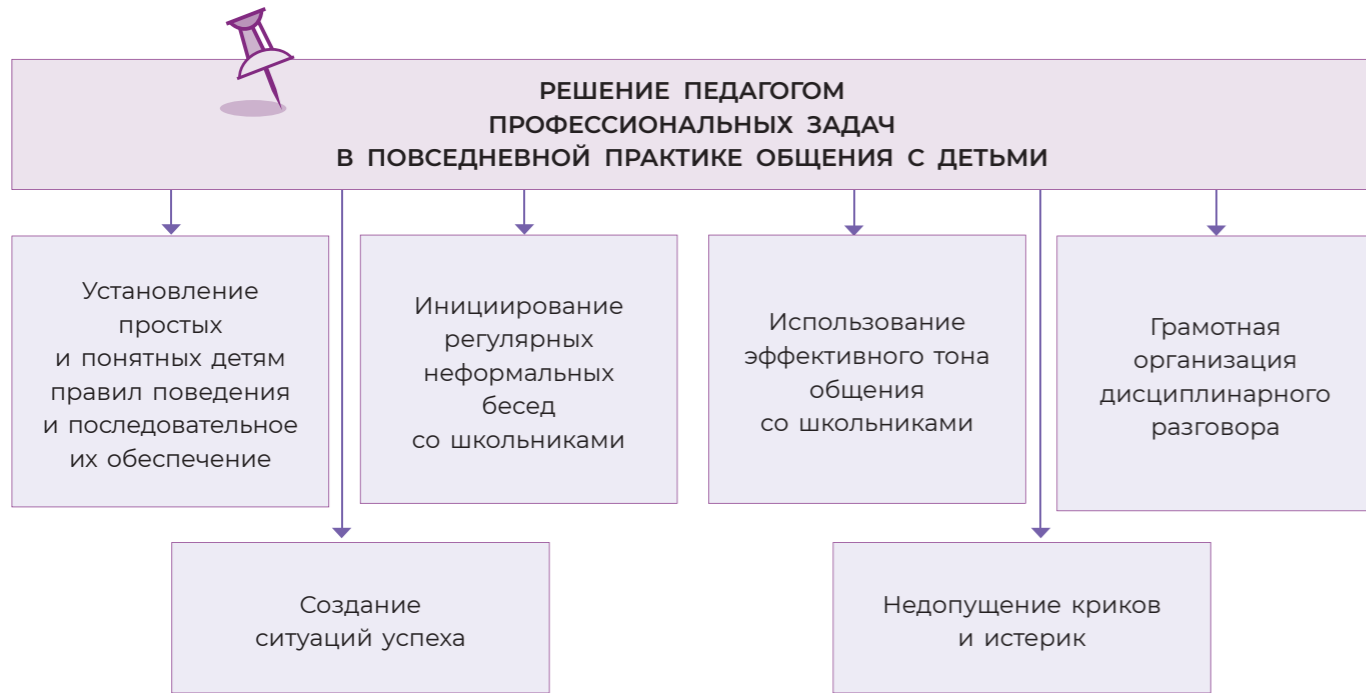 РЕШЕНИЕ ПЕДАГОГОМ
ПРОФЕССИОНАЛЬНЫХ ЗАДАЧ
В ПОВСЕДНЕВНОЙ ПРАКТИКЕ ОБЩЕНИЯ С ДЕТЬМИ
Установление
простых
и понятных детям
правил поведения
и последовательное
их обеспечение
Инициирование
регулярных
неформальных
бесед
со школьниками
Использование
эффективного тона
общения
со школьниками
Грамотная
организация
дисциплинарного
разговора
Создание
ситуаций успеха
Недопущение криков
и истерик